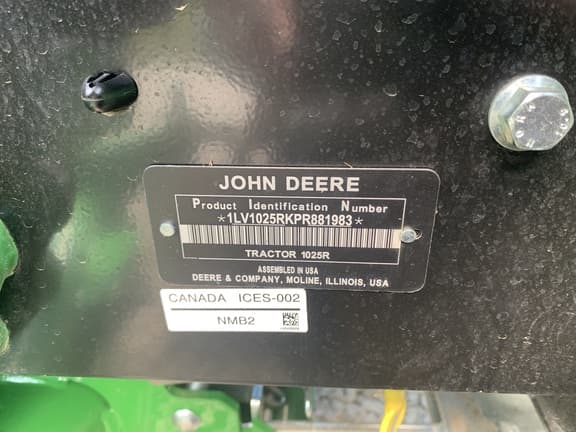 JOHN DEERE
Product Identification Number
*1LV1025RKPR881983*
TRACTOR 1025R
ASSEMBLED IN USA
DEERE & COMPANY, MOLINE, ILLINOIS, USA
CANADA ICES-002
NMB2